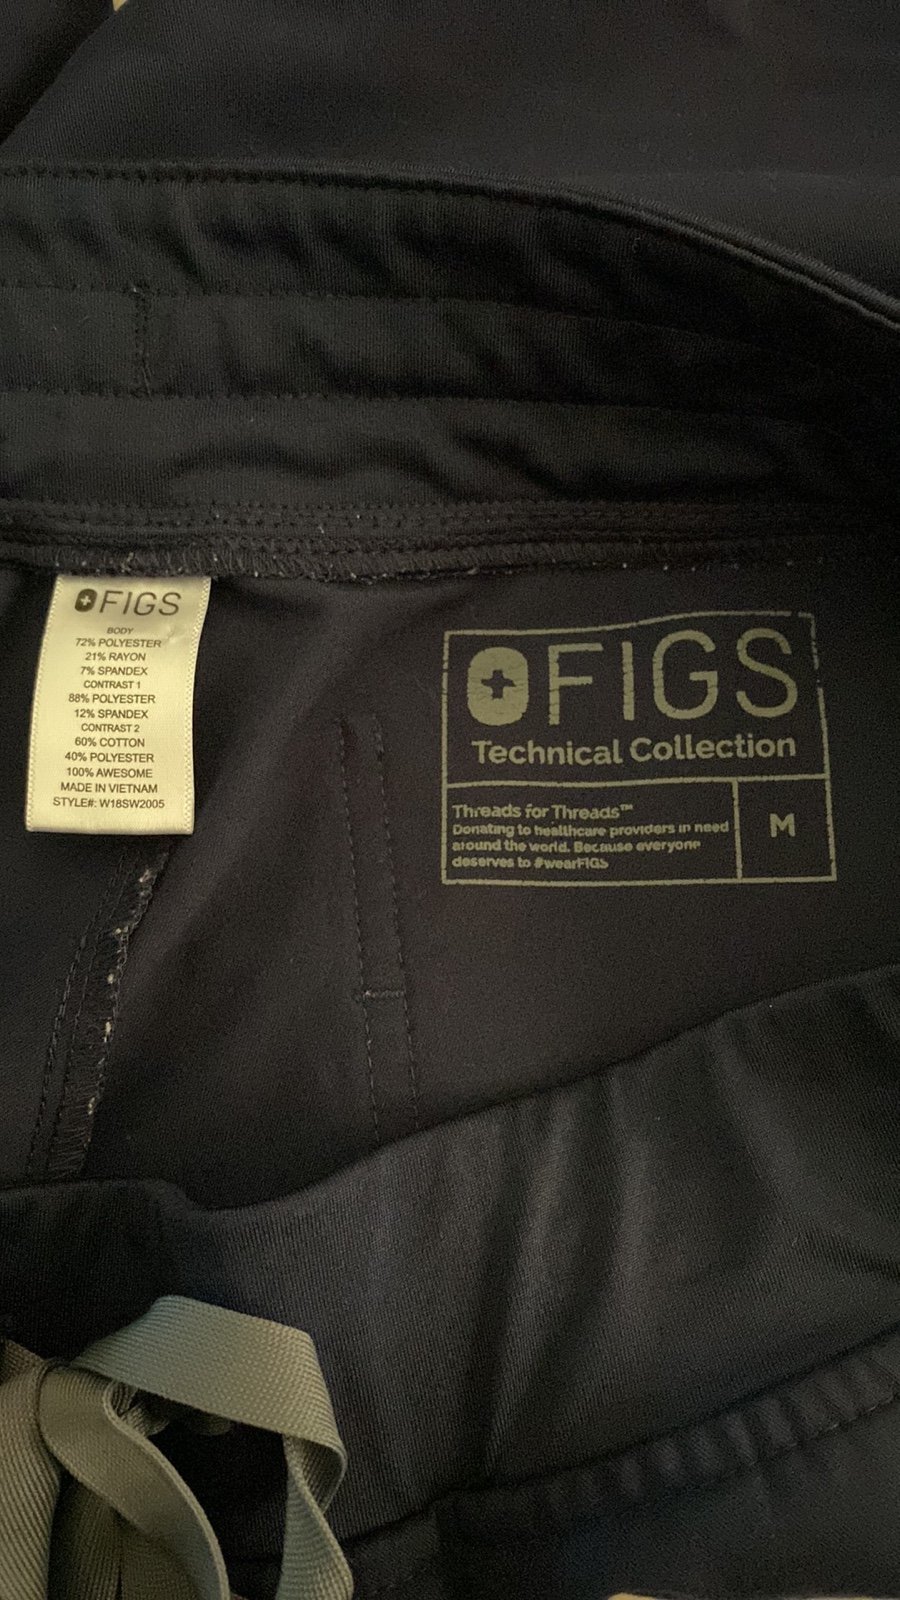 FIGS
BODY
72% POLYESTER
21% RAYON
7% SPANDEX
CONTRAST 1
88% POLYESTER
12% SPANDEX
CONTRAST 2
60% COTTON
40% POLYESTER
100% AWESOME
MADE IN VIETNAM
STYLE#: W18SW2005
FIGS
Technical Collection
Threads for Threads™
Donating to healthcare providers in need
around the world. Because everyone
deserves to #wearFIGS
M